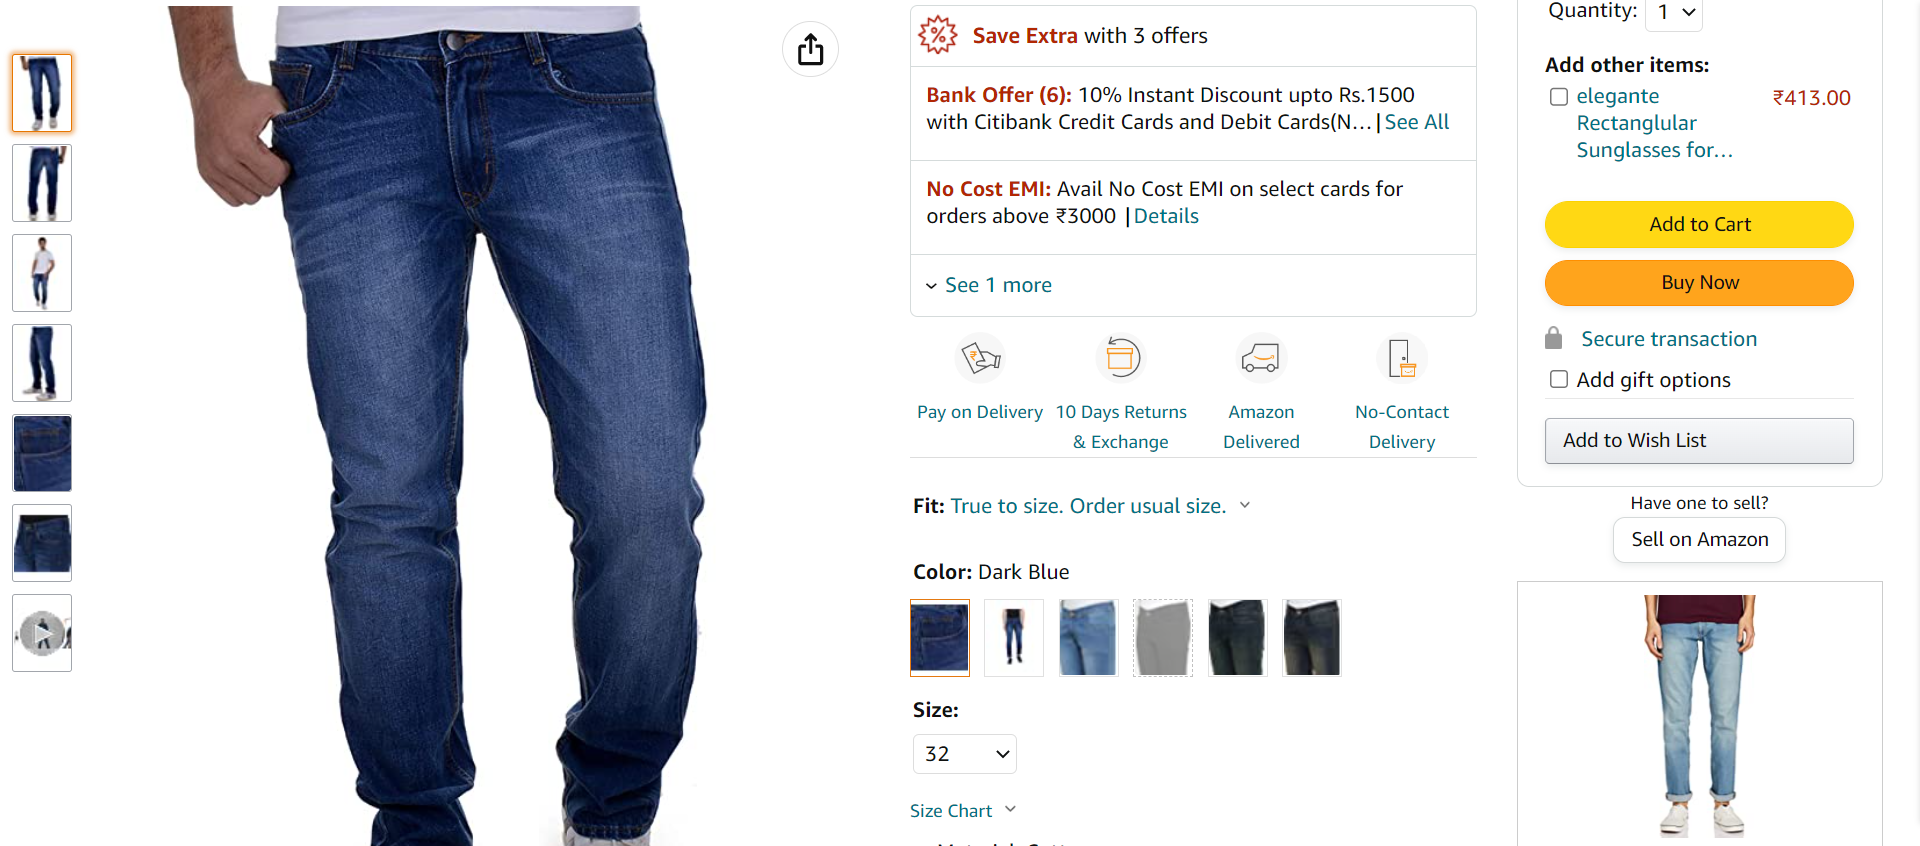 Save Extra with 3 offers
Bank Offer (6): 10% Instant Discount upto Rs.1500
with Citibank Credit Cards and Debit Cards(N... | See All
No Cost EMI: Avail No Cost EMI on select cards for
orders above ₹3000 | Details
See 1 more
Pay on Delivery
10 Days Returns
& Exchange
Amazon
Delivered
No-Contact
Delivery
Fit: True to size. Order usual size.
Color: Dark Blue
Size:
32
Size Chart
Quantity: 1
Add other items:
elegante
Rectanglular
Sunglasses for...
₹413.00
Add to Cart
Buy Now
Secure transaction
Add gift options
Add to Wish List
Have one to sell?
Sell on Amazon